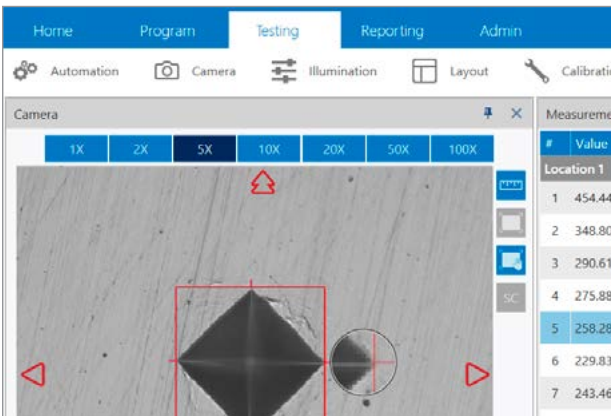 Home Program Testing Reporting Admin
Automation Camera Illumination Layout
Camera
1X 2X 5X 10X 20X 50X 100X
# Value
Location 1
1 454.44
2 348.80
3 290.61
4 275.88
5 258.28
6 229.83
7 243.46
SC